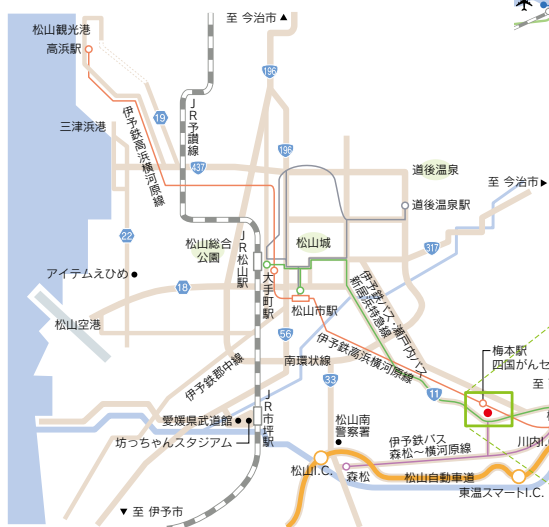 至 今治市▲
松山観光港
高浜駅
196
19
三津浜港
伊予鉄高浜横河原線
JR予讃線
437
196
道後温泉
至 今治市▶
道後温泉駅
22
松山総合
公園
JR松山駅
松山城
317
アイテムえひめ
大手町駅
18
松山市駅
伊予鉄バス・瀬戸内バス
新居浜特急線
松山空港
56
伊予鉄高浜横河原線
南環状線
伊予鉄郡中線
33
11
梅本駅
四国がんセ
至
愛媛県武道館
JR市坪駅
坊っちゃんスタジアム
松山南
警察署
伊予鉄バス
森松〜横河原線
川内I.
松山I.C.
森松
松山自動車道
東温スマートI.C.
▼至 伊予市